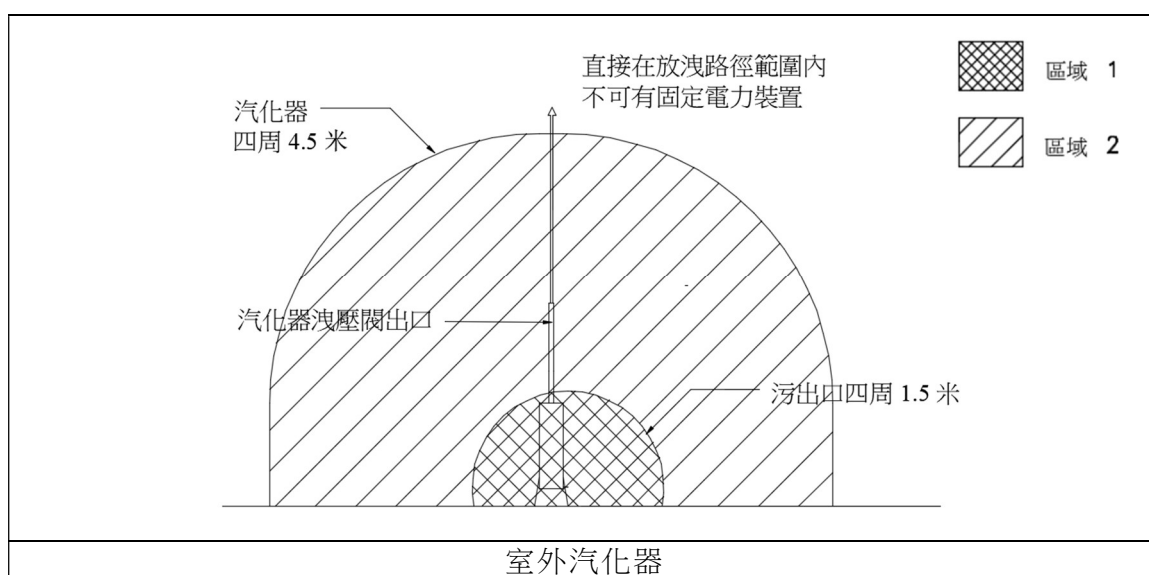 直接在放洩路徑範圍內
不可有固定電力裝置
區域 1
區域 2
汽化器
四周 4.5 米
汽化器洩壓閥出口
污出口四周 1.5 米
室外汽化器